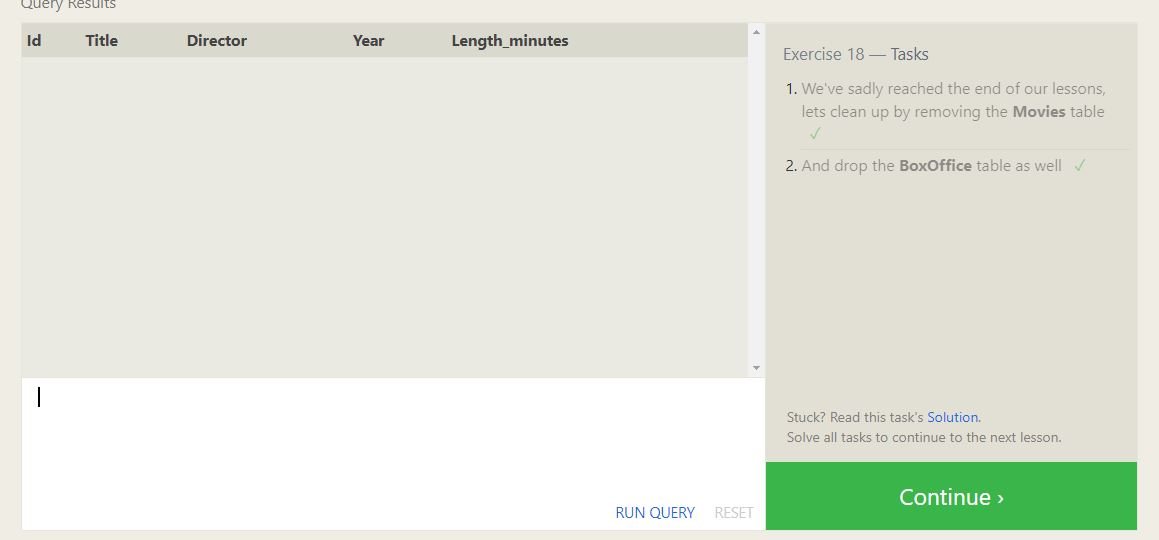 Query Results
Id Title Director Year Length_minutes
Exercise 18 — Tasks
1. We've sadly reached the end of our lessons,
lets clean up by removing the Movies table
✓
2. And drop the BoxOffice table as well ✓
Stuck? Read this task's Solution.
Solve all tasks to continue to the next lesson.
RUN QUERY RESET
Continue ›